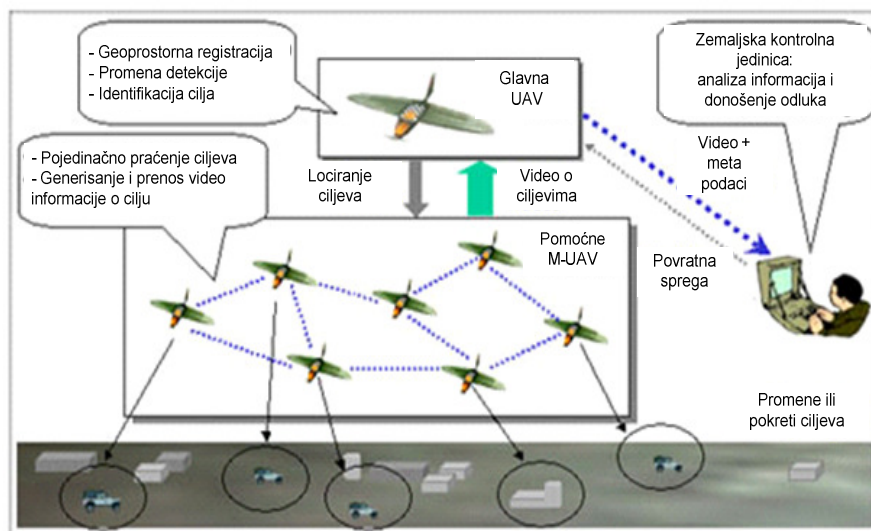 - Geoprostorna registracija
- Promena detekcije
- Identifikacija cilja
Glavna
UAV
Zemaljska kontrolna
jedinica:
analiza informacija i
donošenje odluka
- Pojedinačno praćenje ciljeva
- Generisanje i prenos video
informacije o cilju
Lociranje
ciljeva
Video o
ciljevima
Video +
meta
podaci
Povratna
sprega
Pomoćne
M-UAV
Promene ili
pokreti ciljeva